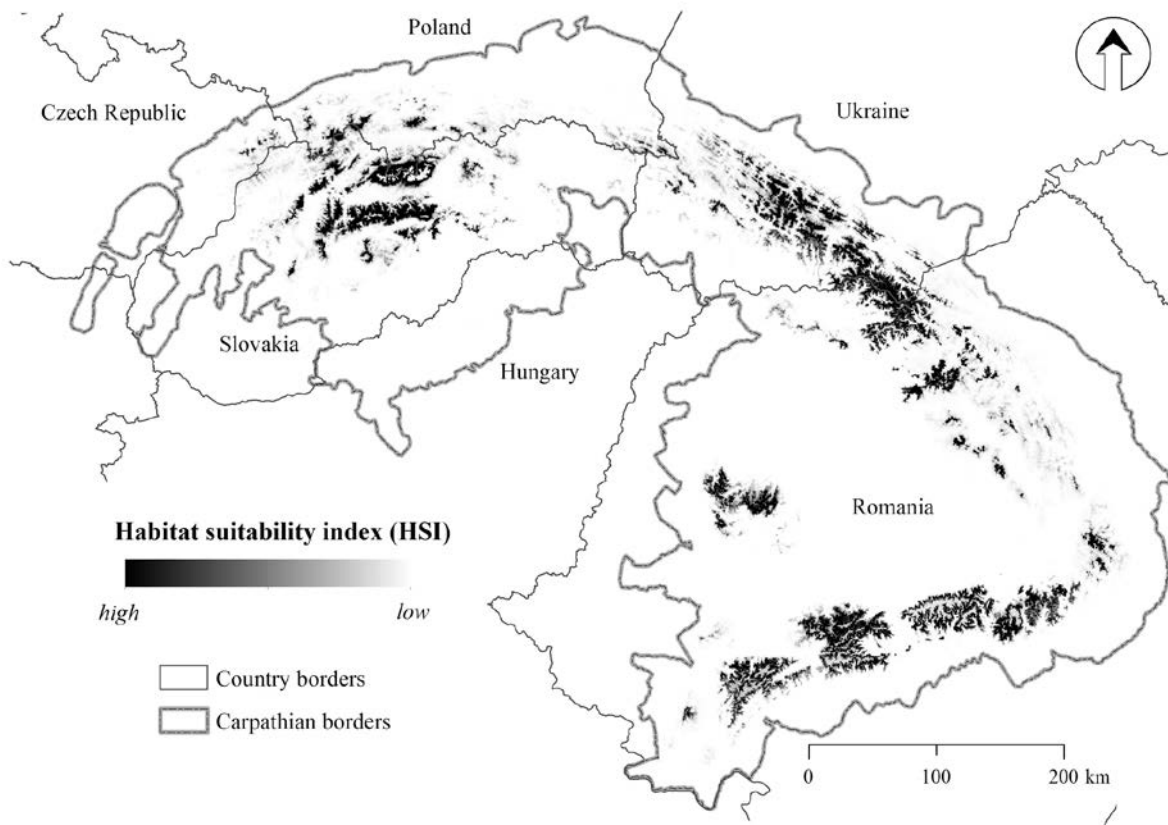 Poland
Czech Republic
Ukraine
Slovakia
Hungary
Romania
Habitat suitability index (HSI)
high low
Country borders
Carpathian borders
0 100 200 km